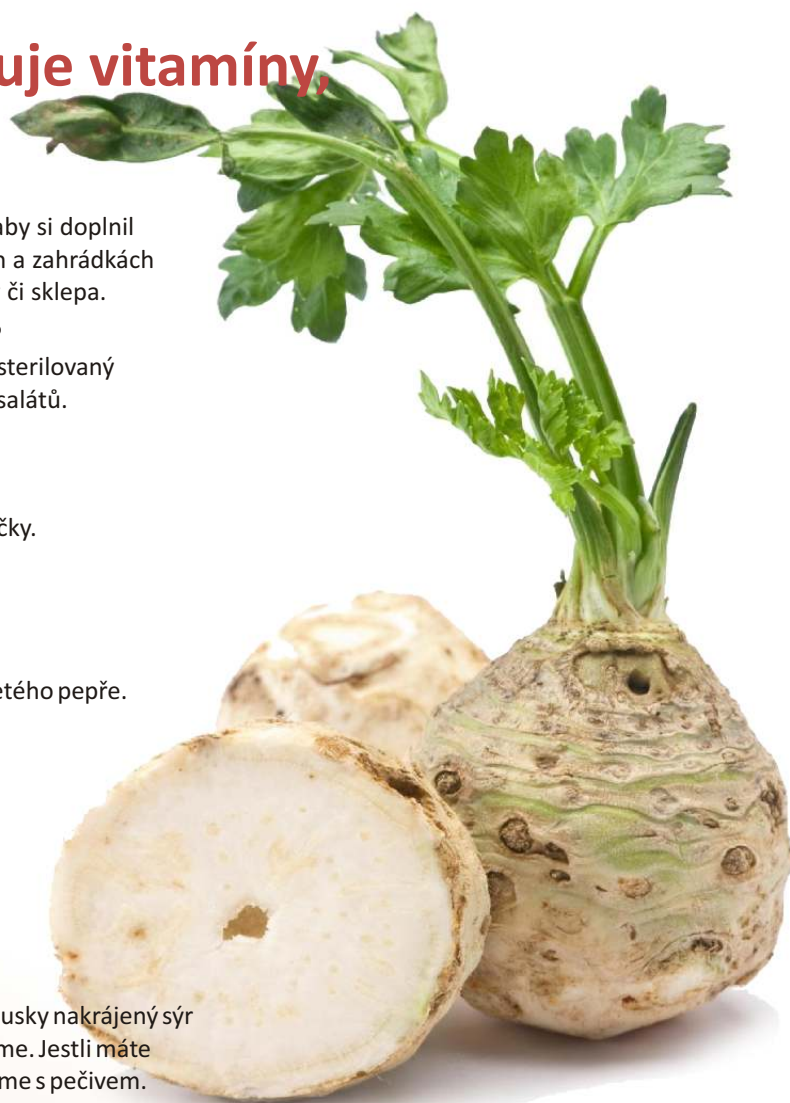 uje vitamíny,
aby si doplnil
a zahrádkách
či sklepa.
sterilovaný
salátů.
čky.
etého pepře.
usky nakrájený sýr
me. Jestli máte
me s pečivem.